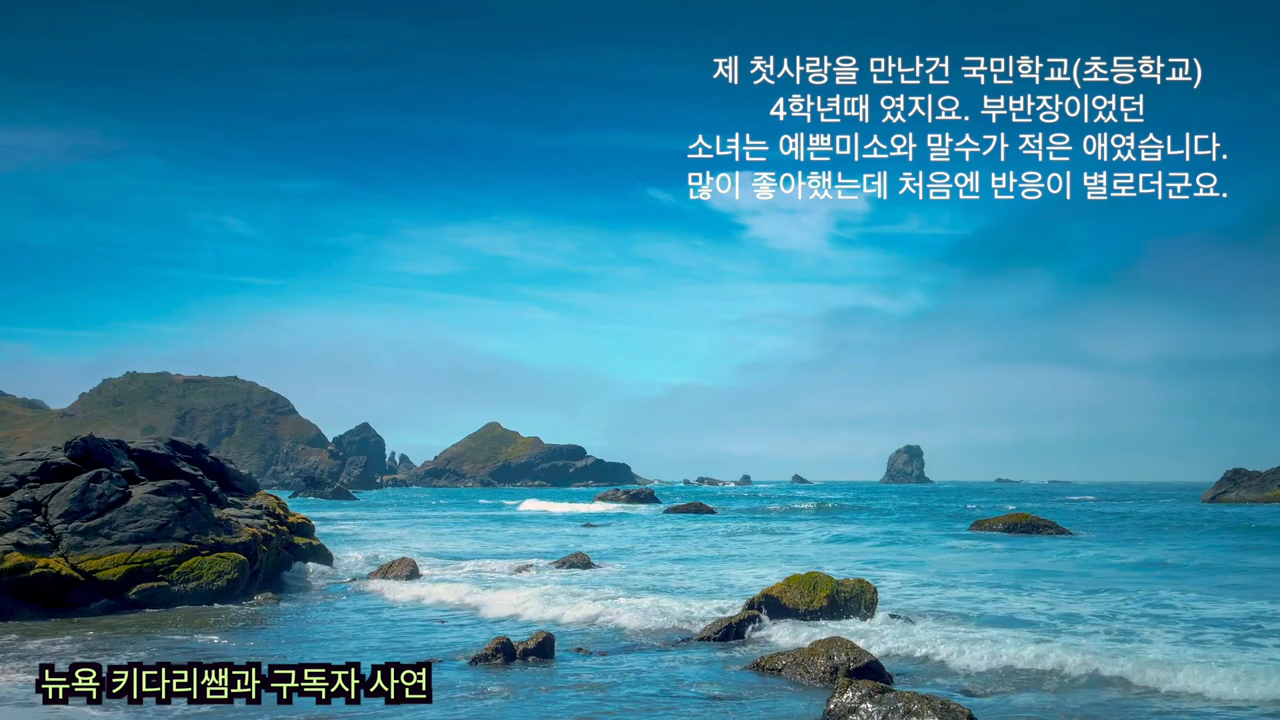 제 첫사랑을 만난건 국민학교(초등학교)
4학년때 였지요. 부반장이었던
소녀는 예쁜미소와 말수가 적은 애였습니다.
많이 좋아했는데 처음엔 반응이 별로더군요.
뉴욕 키다리쌤과 구독자 사연